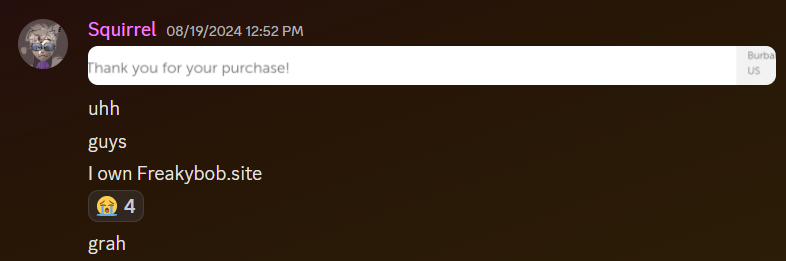 Squirrel 08/19/2024 12:52 PM
Thank you for your purchase!
US
uhh
guys
I own Freakybob.site
4
grah